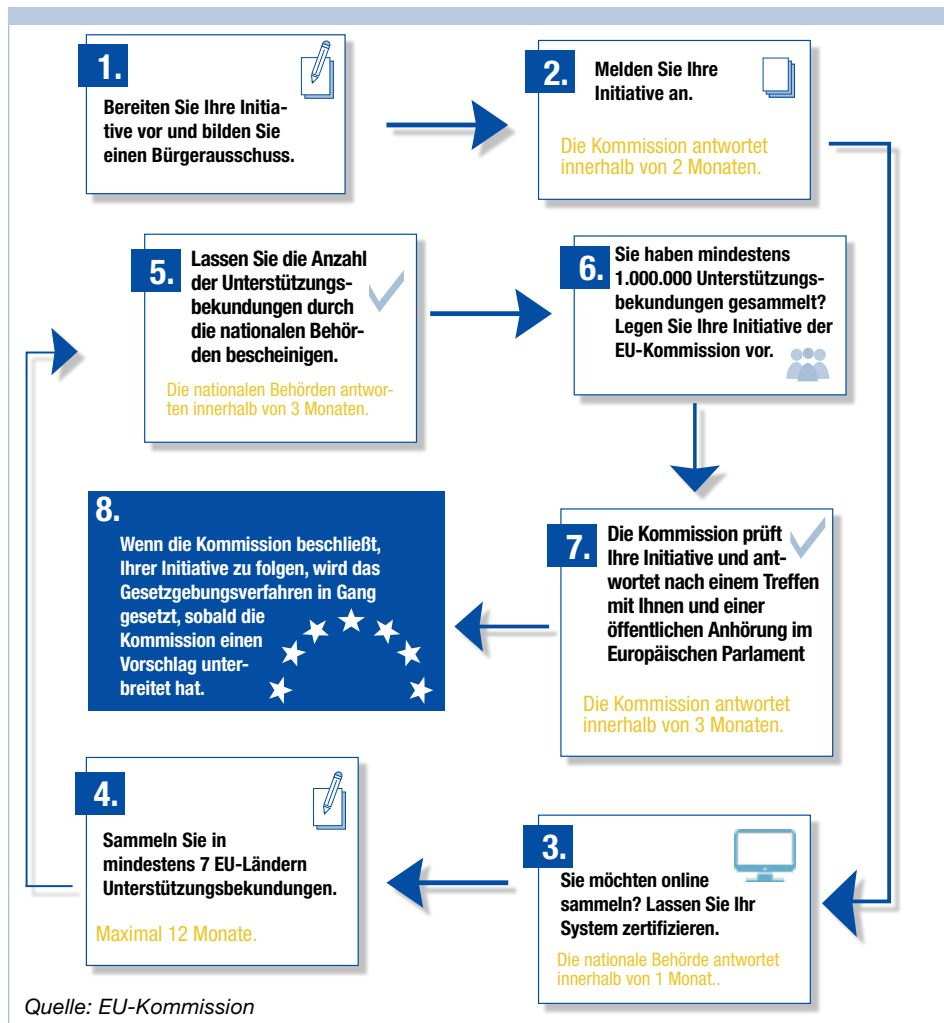 1.
Bereiten Sie Ihre Initia-
tive vor und bilden Sie
einen Bürgerausschuss.
2.
Melden Sie Ihre
Initiative an.
Die Kommission antwortet
innerhalb von 2 Monaten.
3.
Sie möchten online
sammeln? Lassen Sie Ihr
System zertifizieren.
Die nationale Behörde antwortet
innerhalb von 1 Monat..
4.
Sammeln Sie in
mindestens 7 EU-Ländern
Unterstützungsbekundungen.
Maximal 12 Monate.
5.
Lassen Sie die Anzahl
der Unterstützungs-
bekundungen durch
die nationalen Behör-
den bescheinigen.
Die nationalen Behörden antwor-
ten innerhalb von 3 Monaten.
6.
Sie haben mindestens
1.000.000 Unterstützungs-
bekundungen gesammelt?
Legen Sie Ihre Initiative der
EU-Kommission vor.
7.
Die Kommission prüft
Ihre Initiative und ant-
wortet nach einem Treffen
mit Ihnen und einer
öffentlichen Anhörung im
Europäischen Parlament
Die Kommission antwortet
innerhalb von 3 Monaten.
8.
Wenn die Kommission beschließt,
Ihrer Initiative zu folgen, wird das
Gesetzgebungsverfahren in Gang
gesetzt, sobald die
Kommission einen
Vorschlag unter-
breitet hat.
Quelle: EU-Kommission